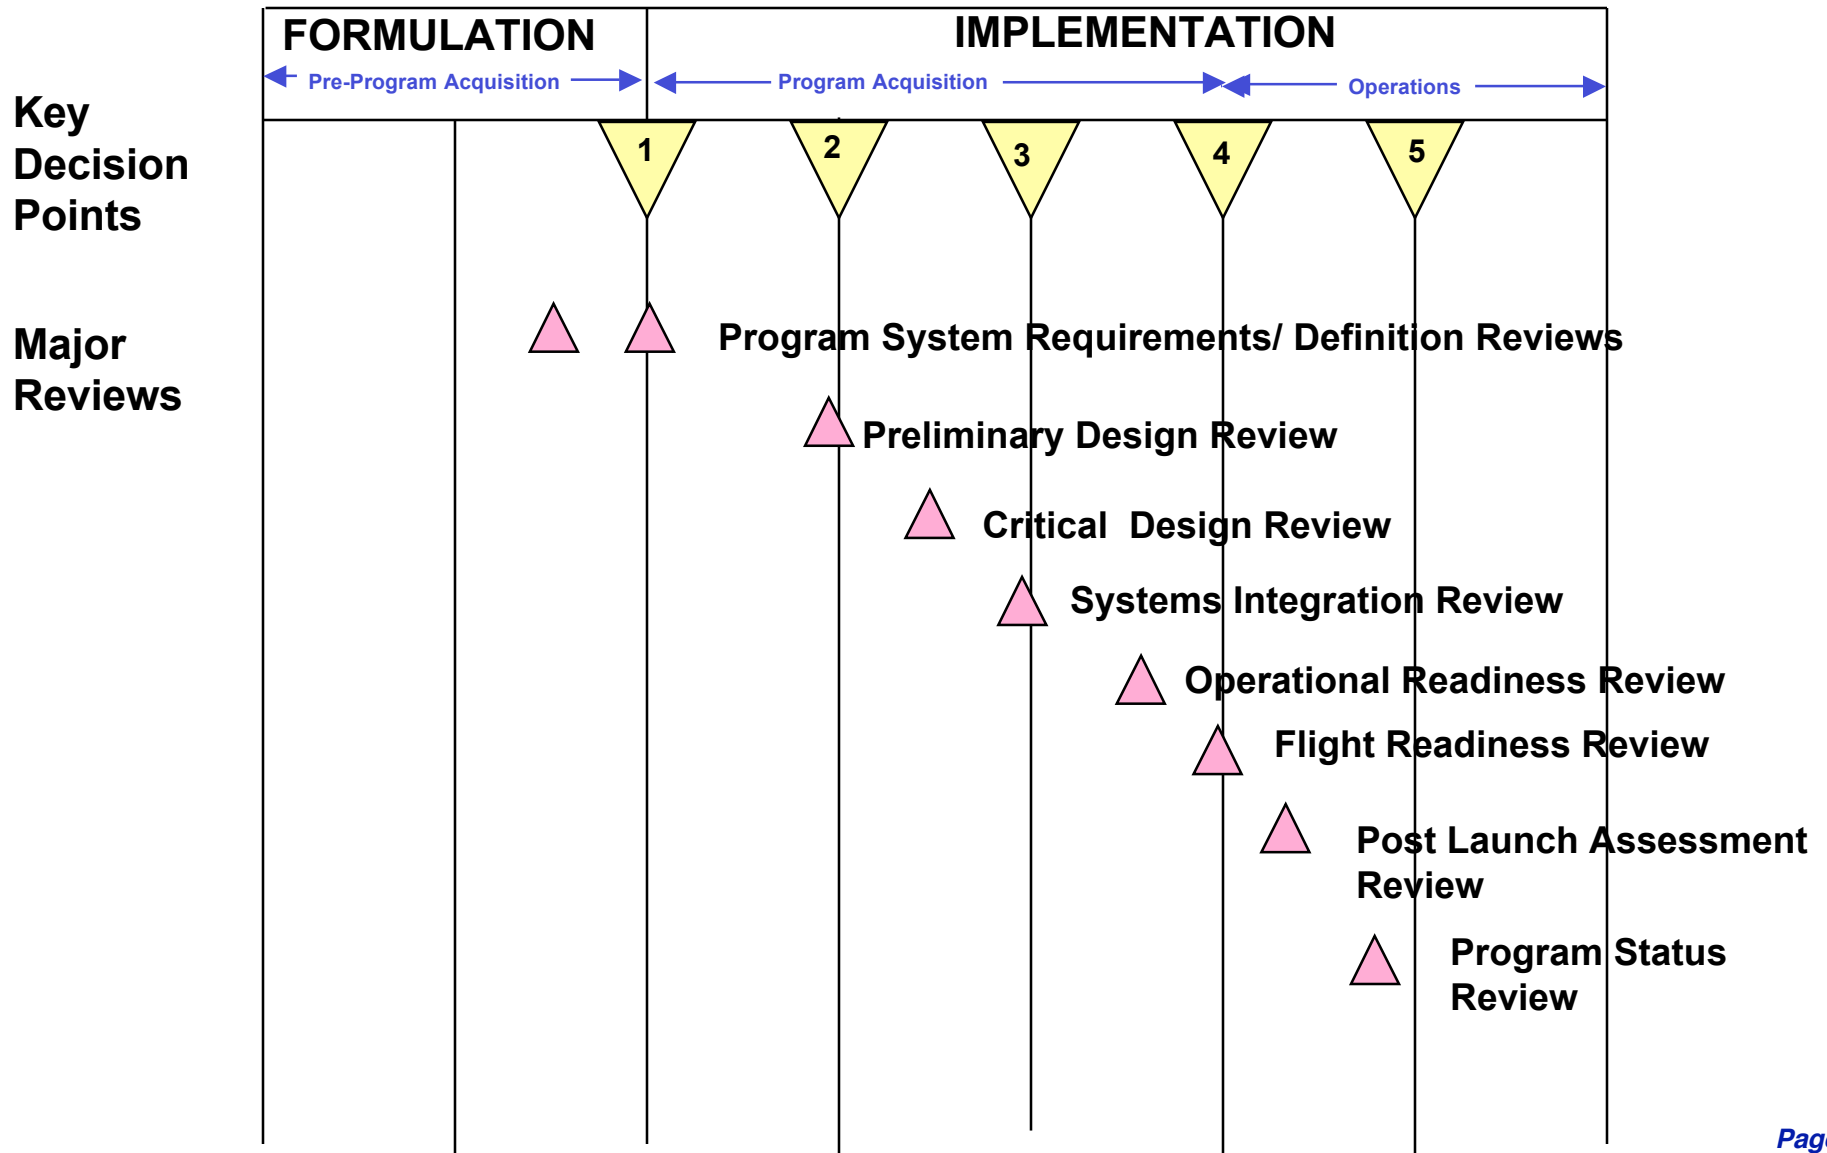 FORMULATION
IMPLEMENTATION
Pre-Program Acquisition
Program Acquisition
Operations
Key
Decision
Points
1
2
3
4
5
Major
Reviews
Program System Requirements/ Definition Reviews
Preliminary Design Review
Critical  Design Review
Systems Integration Review
Operational Readiness Review
Flight Readiness Review
Post Launch Assessment
Review
Program Status
Review